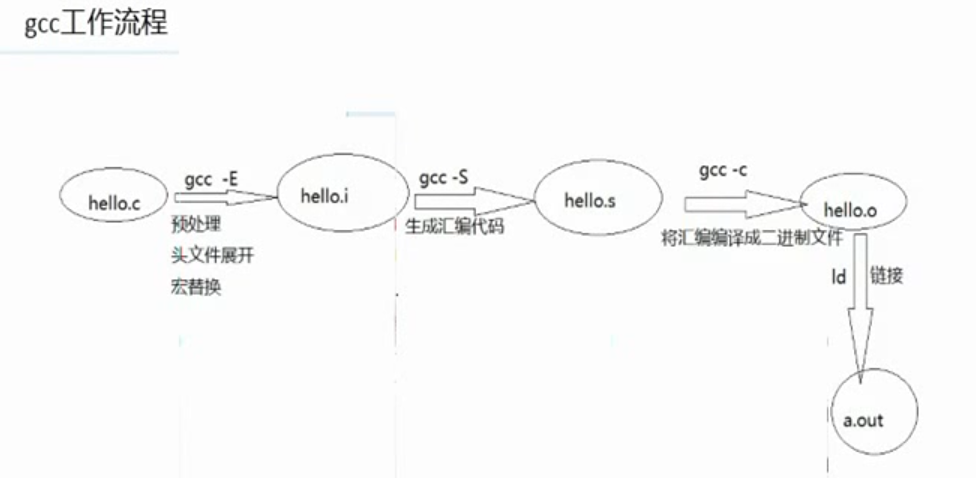 gcc工作流程
hello.c
gcc -E
预处理
头文件展开
宏替换
hello.i
gcc -S
生成汇编代码
hello.s
gcc -c
将汇编编译成二进制文件
hello.o
ld 链接
a.out